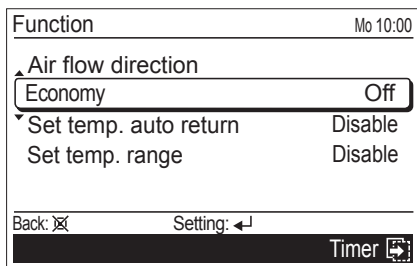 Function Mo 10:00
Air flow direction
Economy Off
Set temp. auto return Disable
Set temp. range Disable
Back: Setting:
Timer